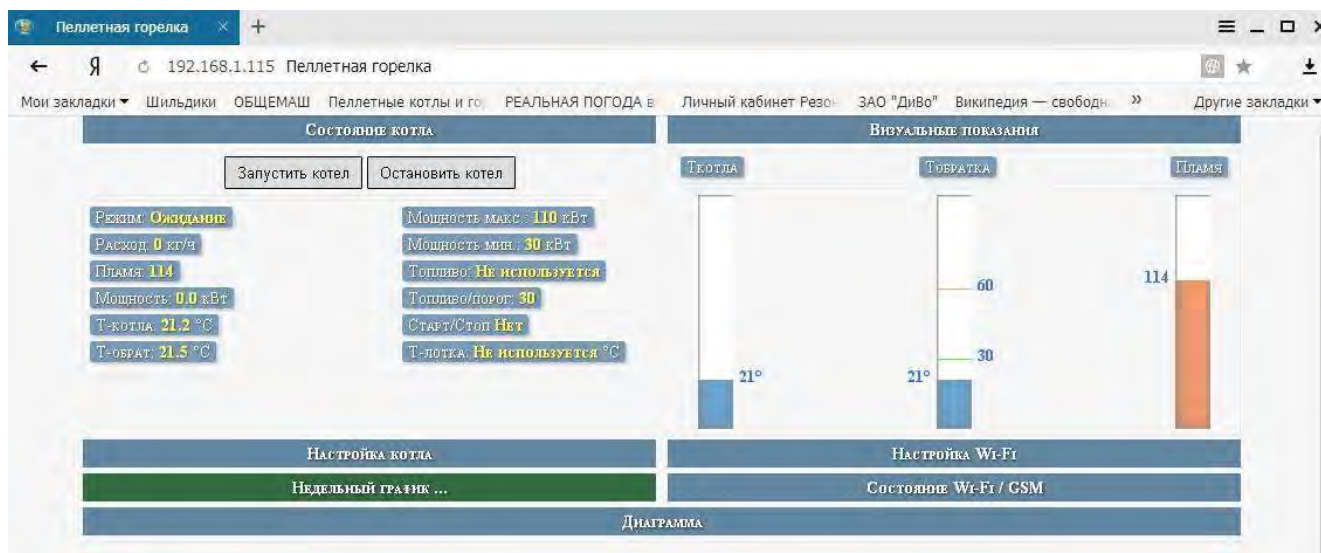 Пеллетная горелка × +
Я 192.168.1.115 Пеллетная горелка
Мои закладки Шильдики ОБЩЕМАШ Пеллетные котлы и го РЕАЛЬНАЯ ПОГОДА в Личный кабинет Резо ЗАО "ДиВо" Википедия — свободн » Другие закладки
Состояние котла
Запустить котел Остановить котел
Режим: Ожидание
Расход: 0 кг/ч
Пламя: 114
Мощность: 0.0 кВт
Т-котла: 21.2 °C
Т-обрат: 21.5 °C
Мощность макс.: 110 кВт
Мощность мин.: 30 кВт
Топливо: Не используется
Топливо/порог: 30
Старт/Стоп Нет
Т-лотка: Не используется °C
Визуальные показания
Ткотла Тобратка Пламя
60
114
30
21° 21°
Настройка котла Настройка Wi-Fi
Недельный график ... Состояние Wi-Fi / GSM
Диаграмма